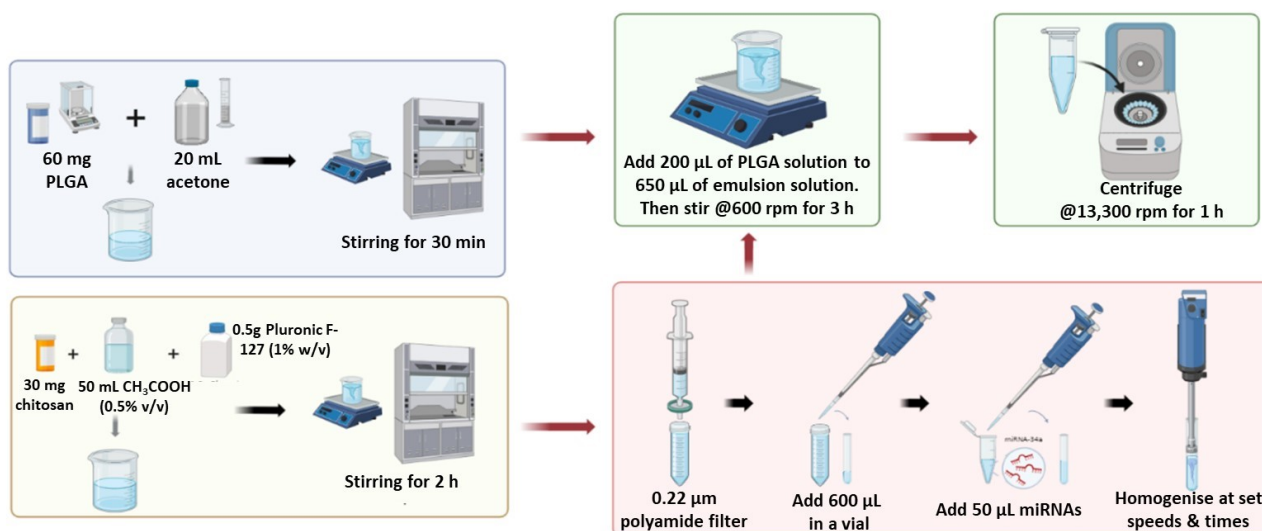 60 mg
PLGA
+
20 mL
acetone
Stirring for 30 min
Add 200 µL of PLGA solution to
650 µL of emulsion solution.
Then stir @600 rpm for 3 h
Centrifuge
@13,300 rpm for 1 h
30 mg
chitosan
+
50 mL CH₃COOH
(0.5% v/v)
+
0.5g Pluronic F-
127 (1% w/v)
Stirring for 2 h
0.22 µm
polyamide filter
Add 600 µL
in a vial
miRNA-34a
Add 50 µL miRNAs
Homogenise at set
speeds & times